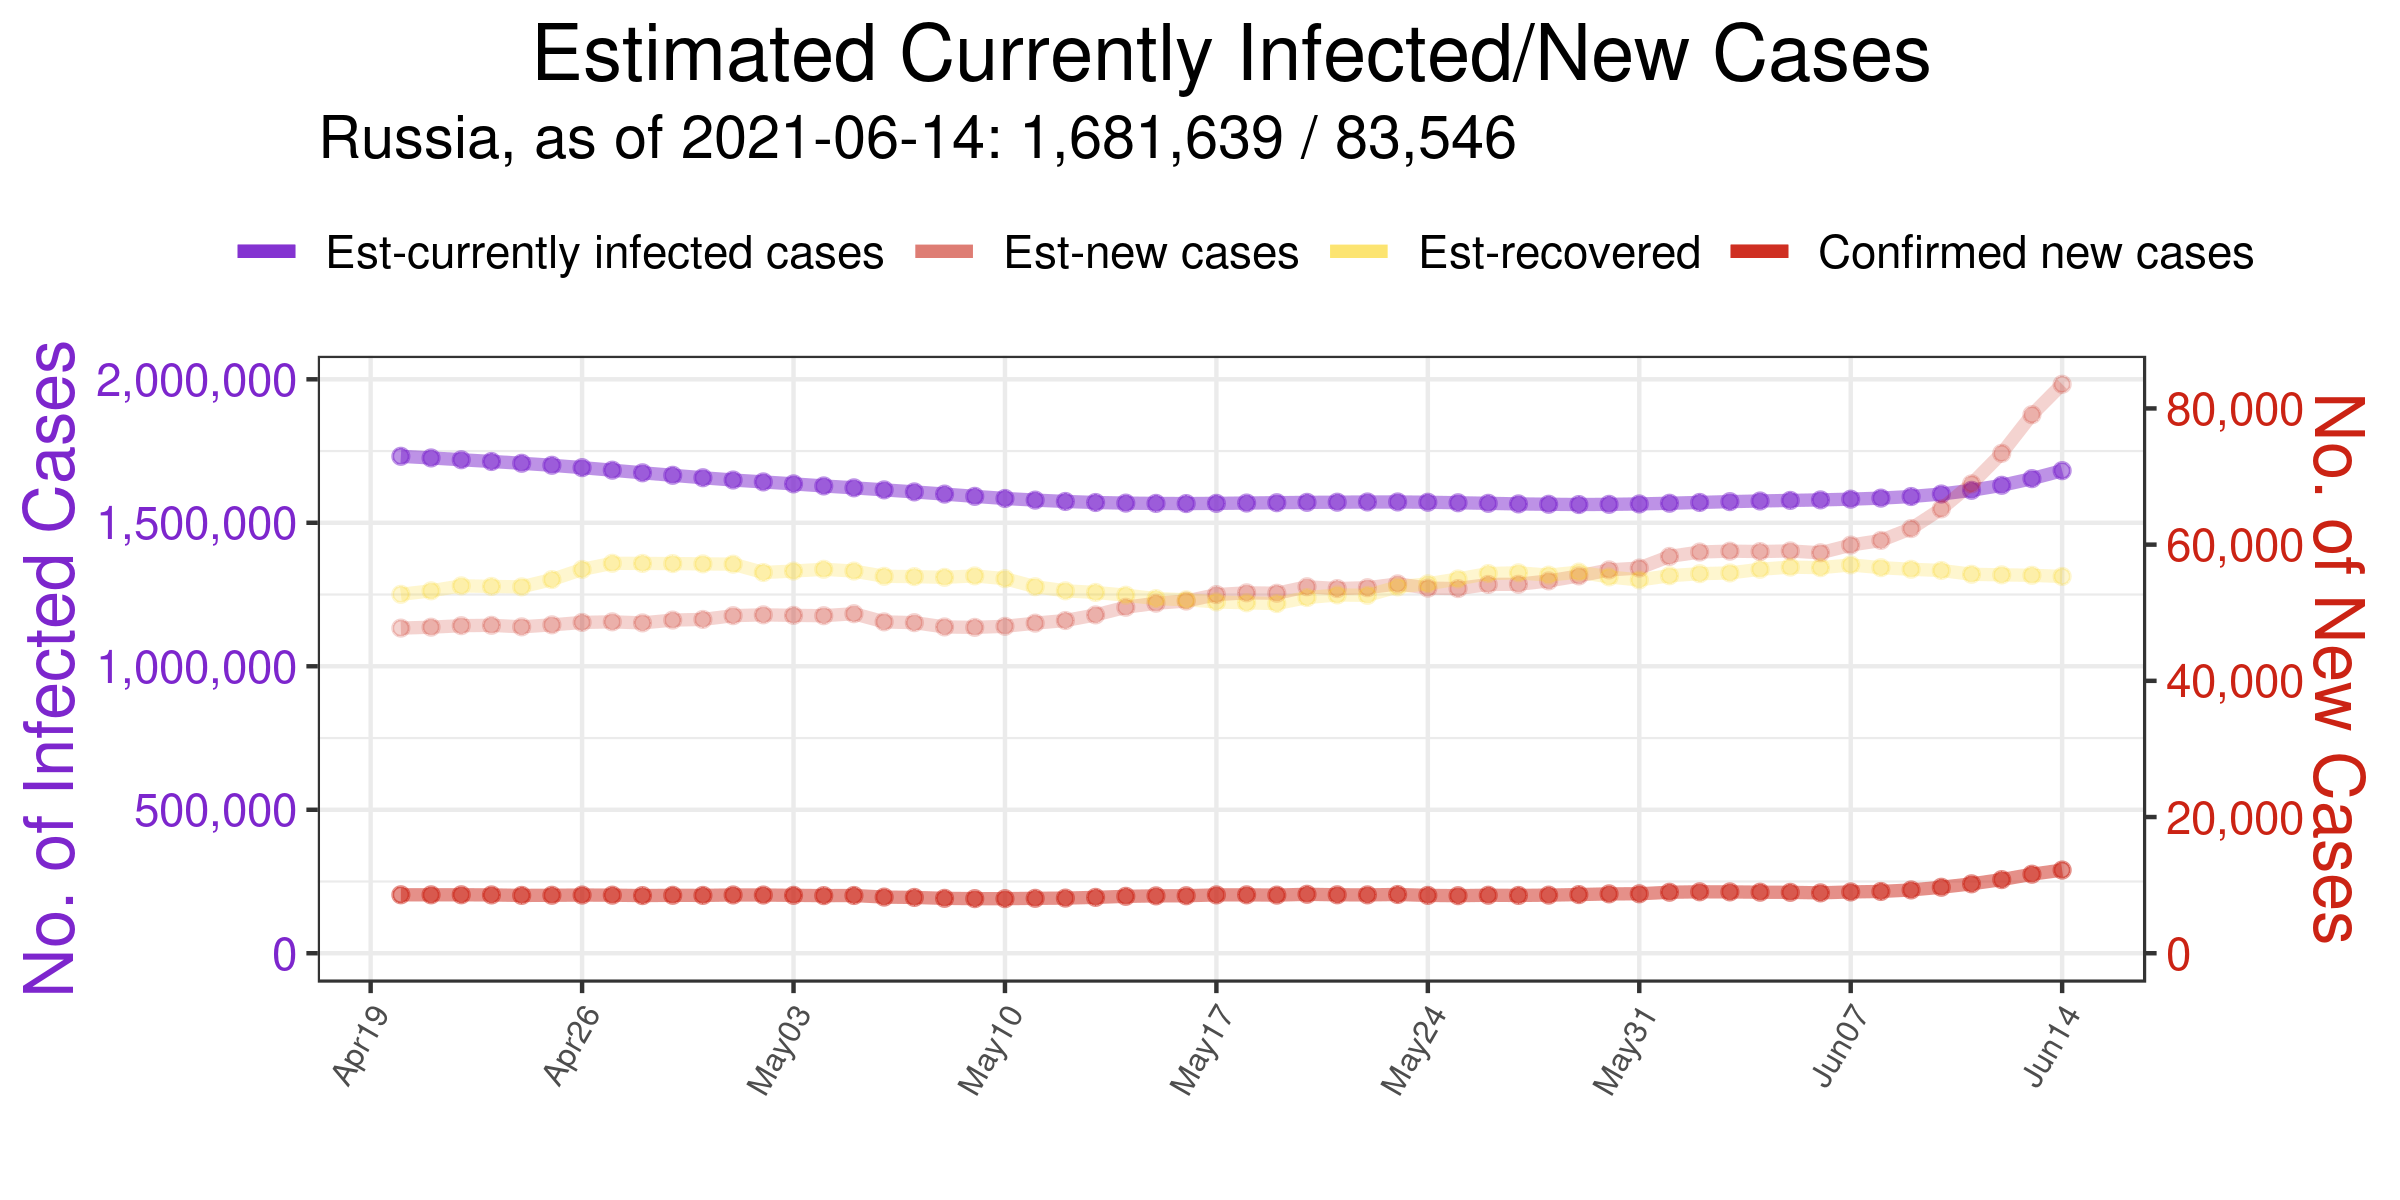 Estimated Currently Infected/New Cases
Russia, as of 2021-06-14: 1,681,639 / 83,546
Est-currently infected cases Est-new cases Est-recovered Confirmed new cases
No. of Infected Cases
2,000,000
1,500,000
1,000,000
500,000
0
80,000
60,000
40,000
20,000
0
No. of New Cases
Apr19 Apr26 May03 May10 May17 May24 May31 Jun07 Jun14